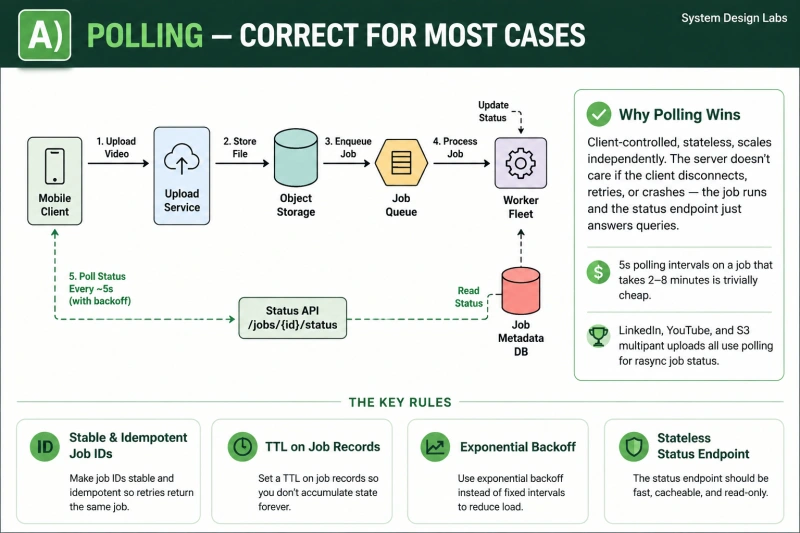 A)
POLLING — CORRECT FOR MOST CASES
System Design Labs
1. Upload
Video
2. Store
File
3. Enqueue
Job
4. Process
Job
Update
Status
Mobile
Client
Upload
Service
Object
Storage
Job
Queue
Worker
Fleet
5. Poll Status
Every ~5s
(with backoff)
Status API
/jobs/{id}/status
Read
Status
Job
Metadata
DB
Why Polling Wins
Client-controlled, stateless, scales
independently. The server doesn't
care if the client disconnects,
retries, or crashes — the job runs
and the status endpoint just
answers queries.
$
5s polling intervals on a job that
takes 2–8 minutes is trivially
cheap.
LinkedIn, YouTube, and S3
multipant uploads all use polling
for rasync job status.
THE KEY RULES
ID
Stable & Idempotent
Job IDs
Make job IDs stable and
idempotent so retries return
the same job.
TTL on Job Records
Set a TTL on job records so
you don't accumulate state
forever.
Exponential Backoff
Use exponential backoff
instead of fixed intervals
to reduce load.
Stateless
Status Endpoint
The status endpoint should be
fast, cacheable, and read-only.